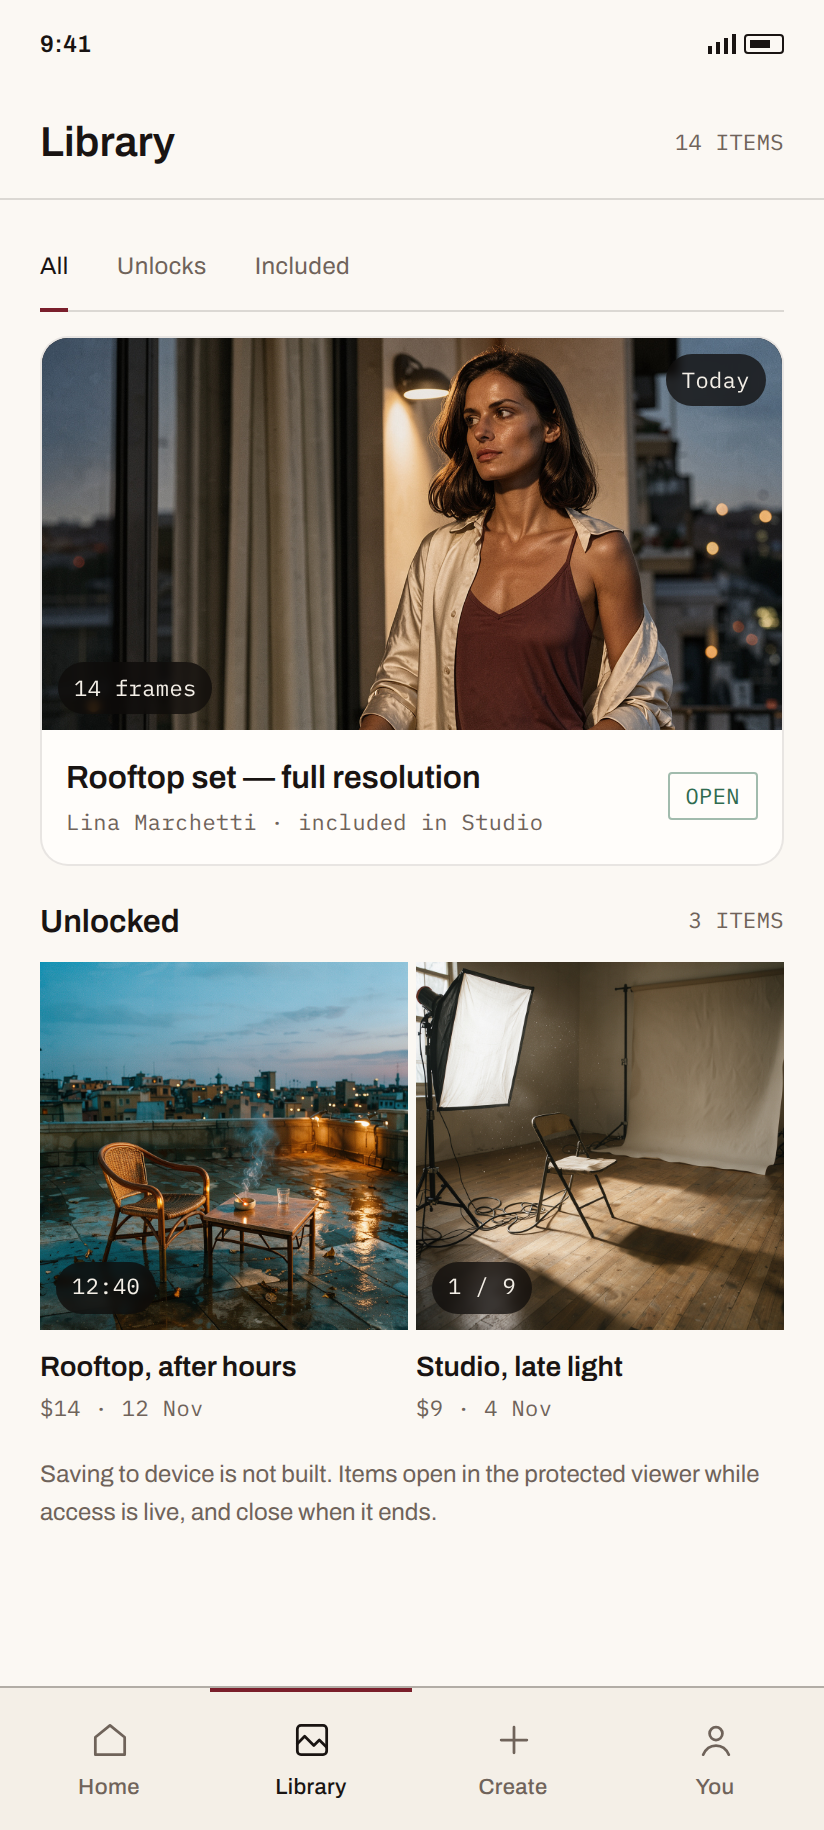 9:41
Library
14 ITEMS
All Unlocks Included
Today
14 frames
Rooftop set — full resolution
Lina Marchetti · included in Studio
OPEN
Unlocked
3 ITEMS
12:40
1 / 9
Rooftop, after hours
$14 · 12 Nov
Studio, late light
$9 · 4 Nov
Saving to device is not built. Items open in the protected viewer while
access is live, and close when it ends.
Home Library Create You